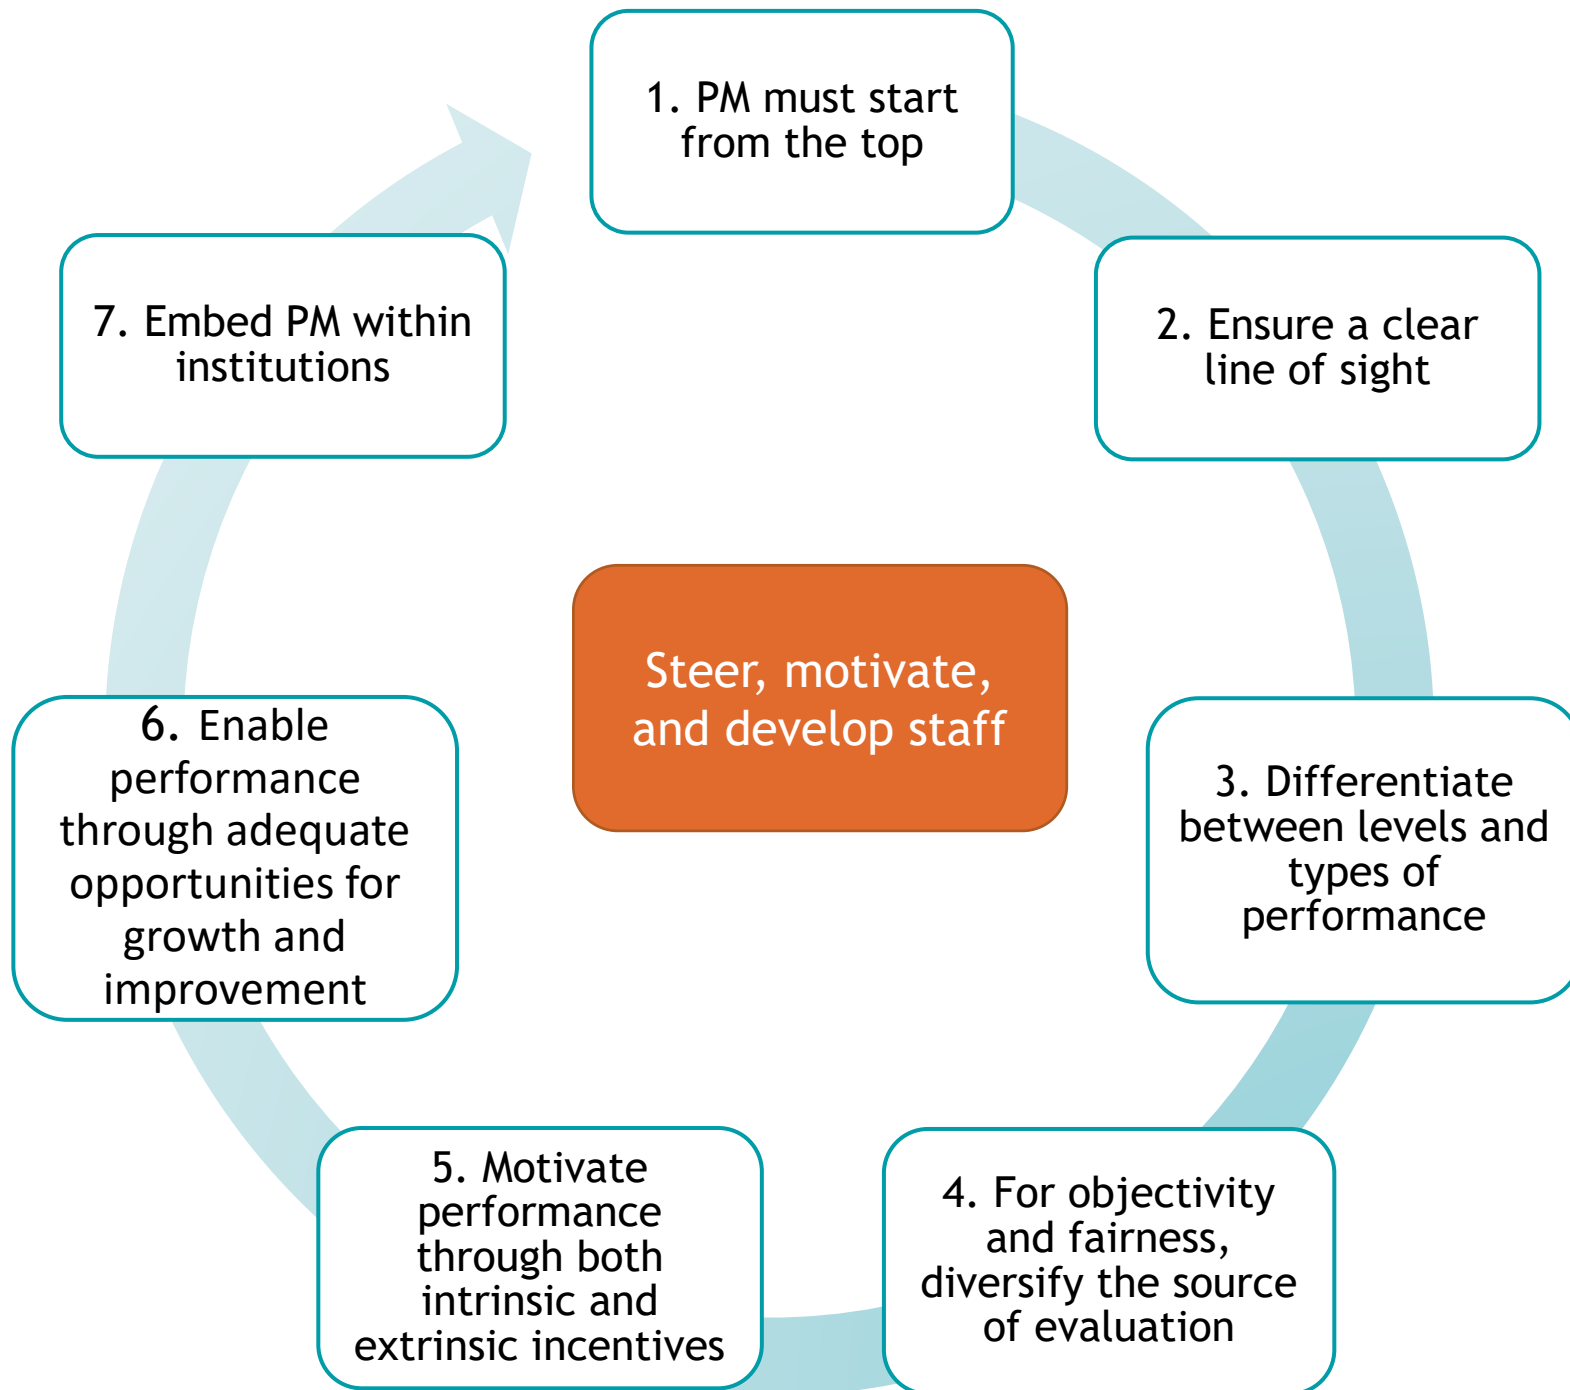 1. PM must start
from the top
2. Ensure a clear
line of sight
3. Differentiate
between levels and
types of
performance
4. For objectivity
and fairness,
diversify the source
of evaluation
5. Motivate
performance
through both
intrinsic and
extrinsic incentives
6. Enable
performance
through adequate
opportunities for
growth and
improvement
7. Embed PM within
institutions
Steer, motivate,
and develop staff